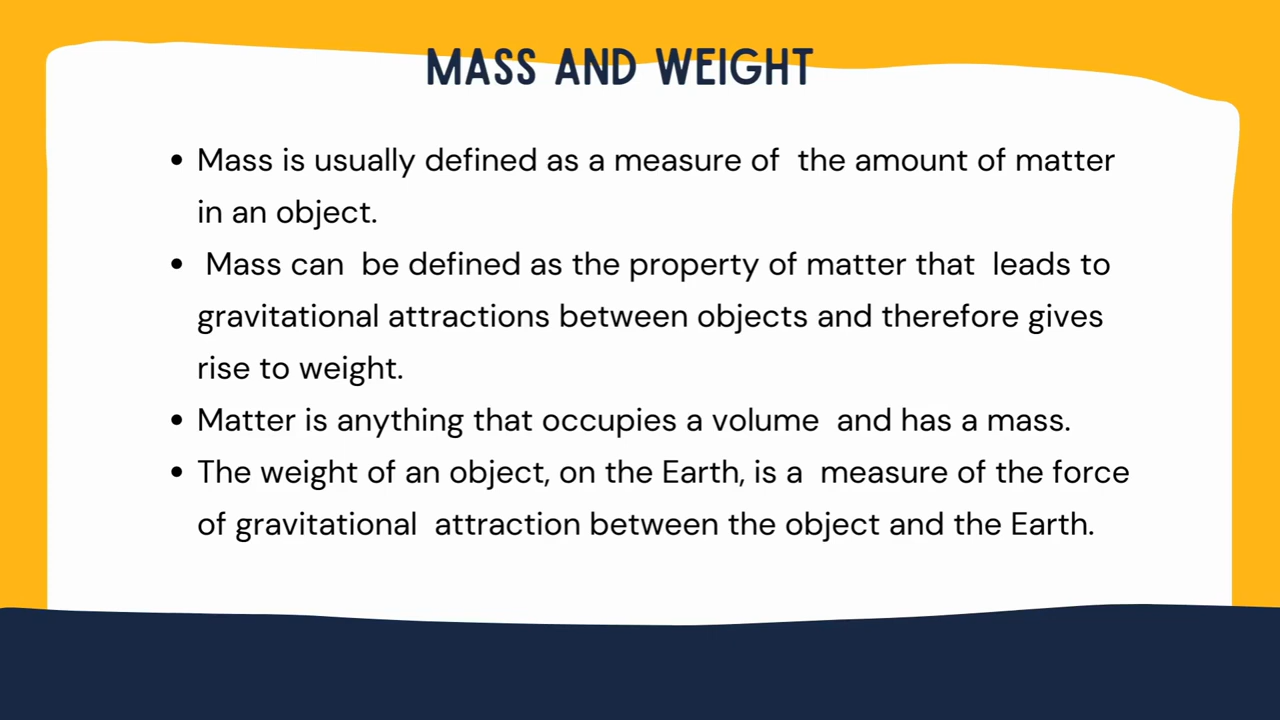 MASS AND WEIGHT
• Mass is usually defined as a measure of the amount of matter
in an object.
• Mass can be defined as the property of matter that leads to
gravitational attractions between objects and therefore gives
rise to weight.
• Matter is anything that occupies a volume and has a mass.
• The weight of an object, on the Earth, is a measure of the force
of gravitational attraction between the object and the Earth.